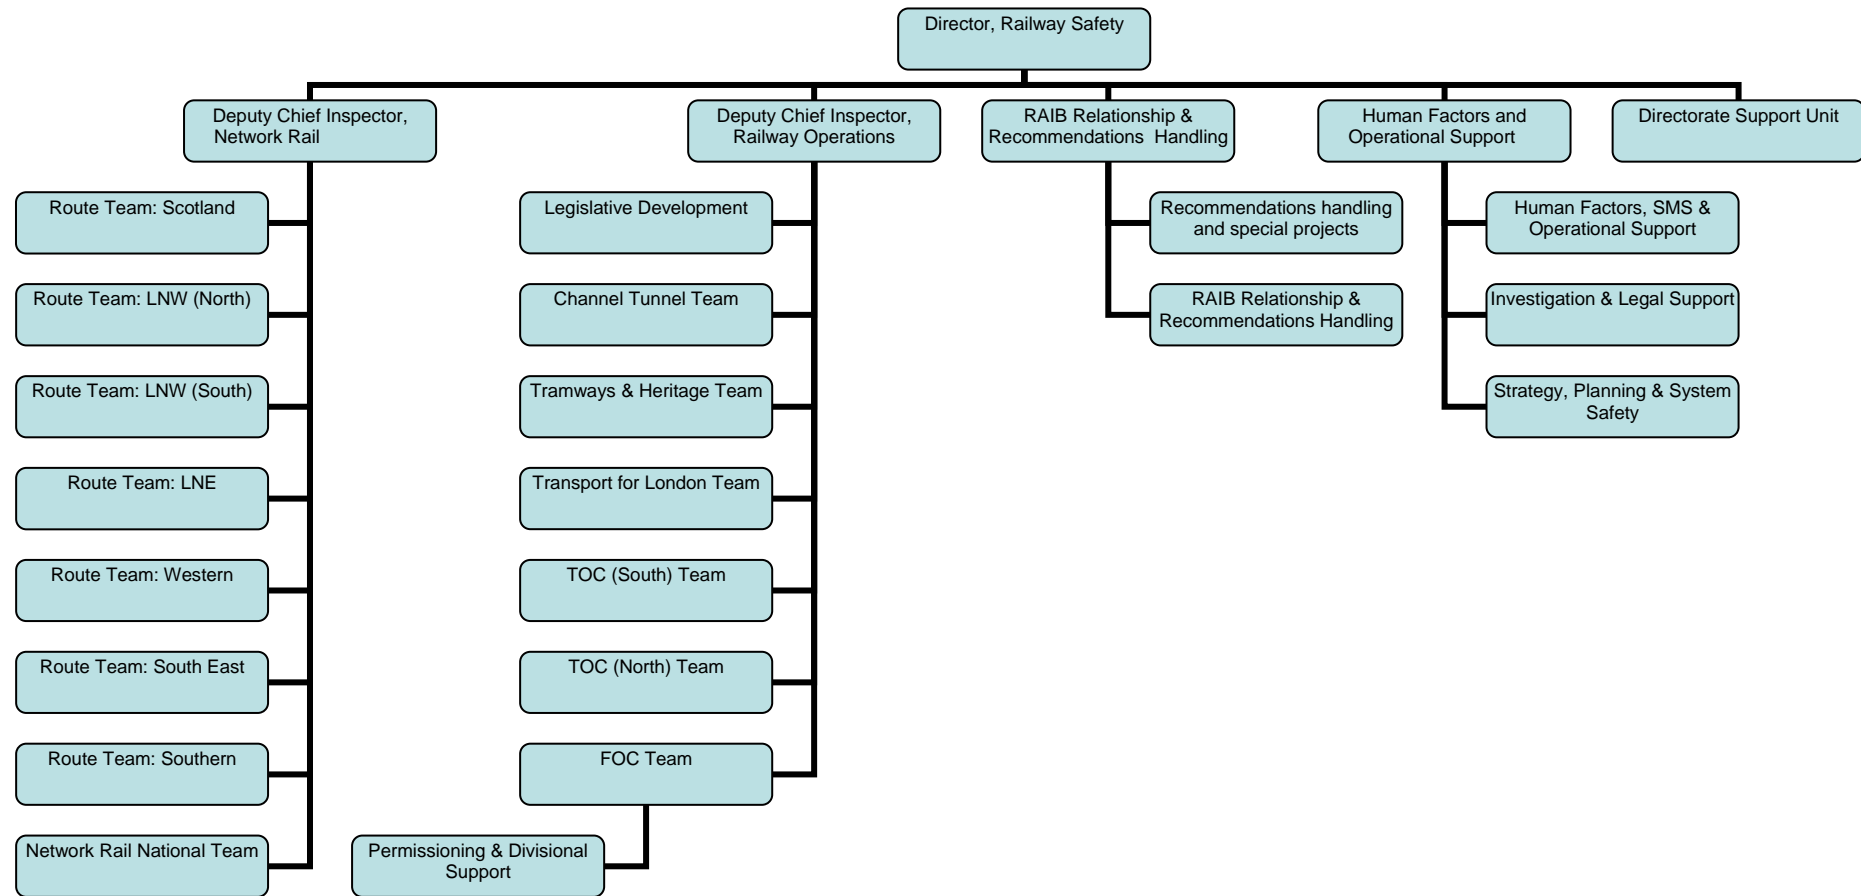 Director, Railway Safety
Deputy Chief Inspector,
Network Rail
Deputy Chief Inspector,
Railway Operations
RAIB Relationship &
Recommendations Handling
Human Factors and
Operational Support
Directorate Support Unit
Route Team: Scotland
Route Team: LNW (North)
Route Team: LNW (South)
Route Team: LNE
Route Team: Western
Route Team: South East
Route Team: Southern
Network Rail National Team
Legislative Development
Channel Tunnel Team
Tramways & Heritage Team
Transport for London Team
TOC (South) Team
TOC (North) Team
FOC Team
Permissioning & Divisional
Support
Recommendations handling
and special projects
RAIB Relationship &
Recommendations Handling
Human Factors, SMS &
Operational Support
Investigation & Legal Support
Strategy, Planning & System
Safety